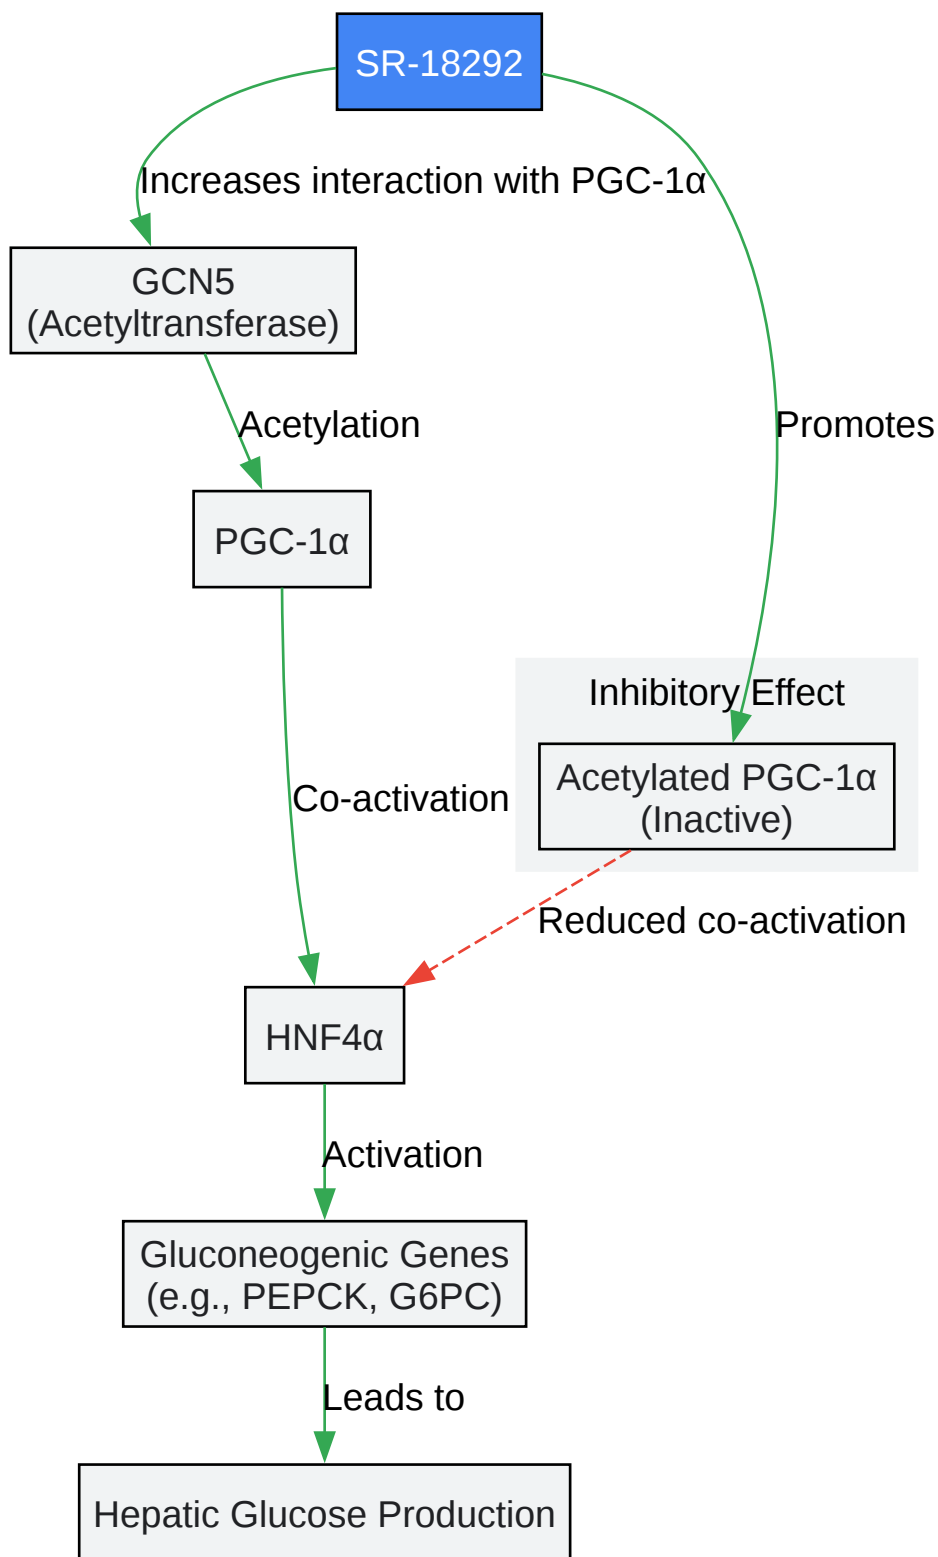 SR-18292
Increases interaction with PGC-1α
GCN5
(Acetyltransferase)
Acetylation
Promotes
PGC-1α
Inhibitory Effect
Acetylated PGC-1α
(Inactive)
Co-activation
Reduced co-activation
HNF4α
Activation
Gluconeogenic Genes
(e.g., PEPCK, G6PC)
Leads to
Hepatic Glucose Production